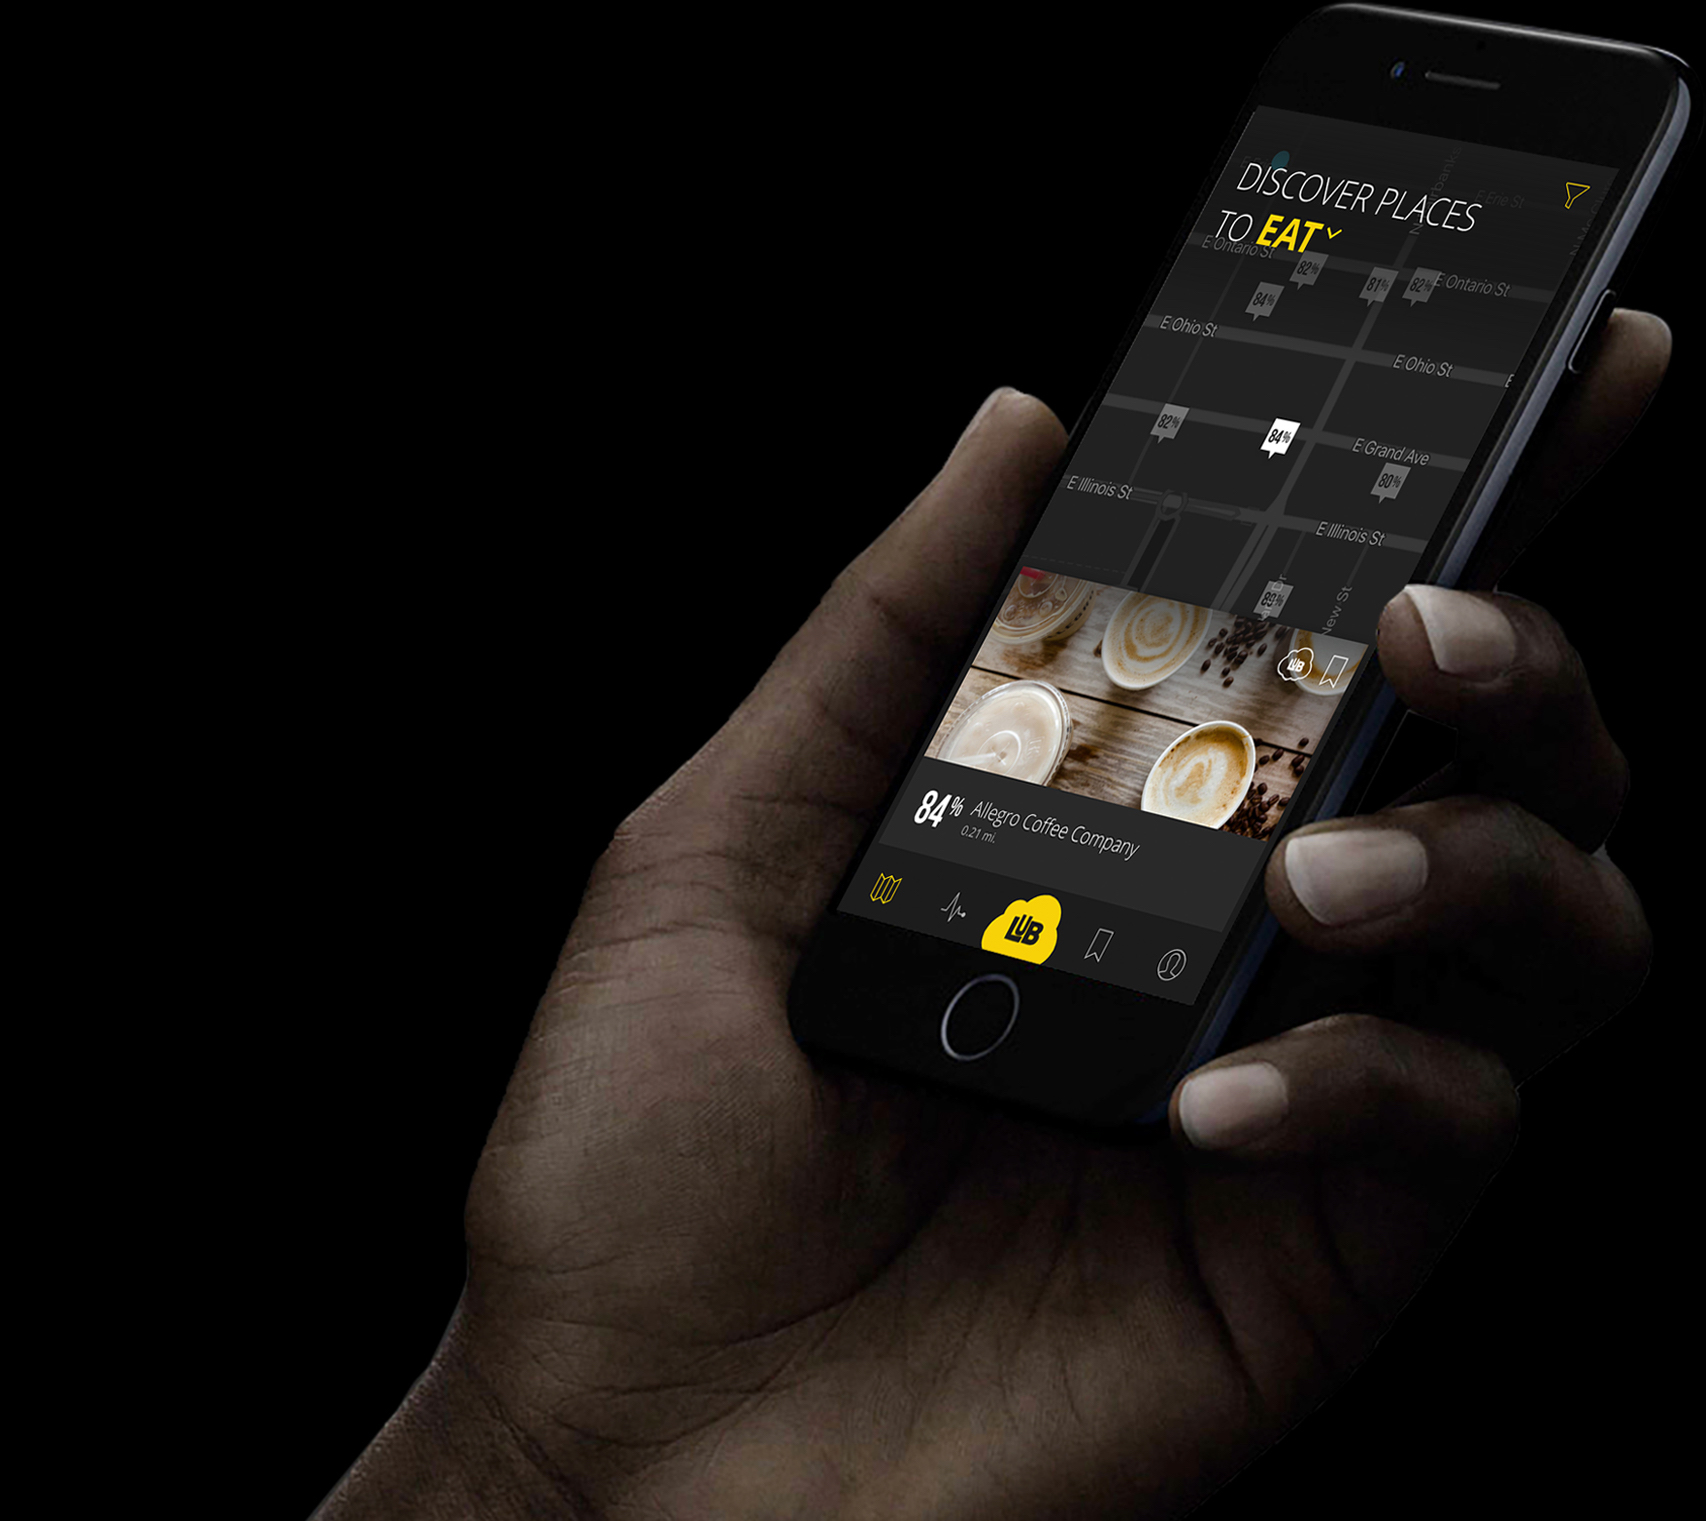 DISCOVER PLACES
TO EAT
E Erie St
E Ontario St
82%
81%
82%
E Ontario St
84%
E Ohio St
E Ohio St
82%
84%
E Grand Ave
80%
E Illinois St
E Illinois St
89%
New St
LUB
84% Allegro Coffee Company
0.21 mi.
LUB